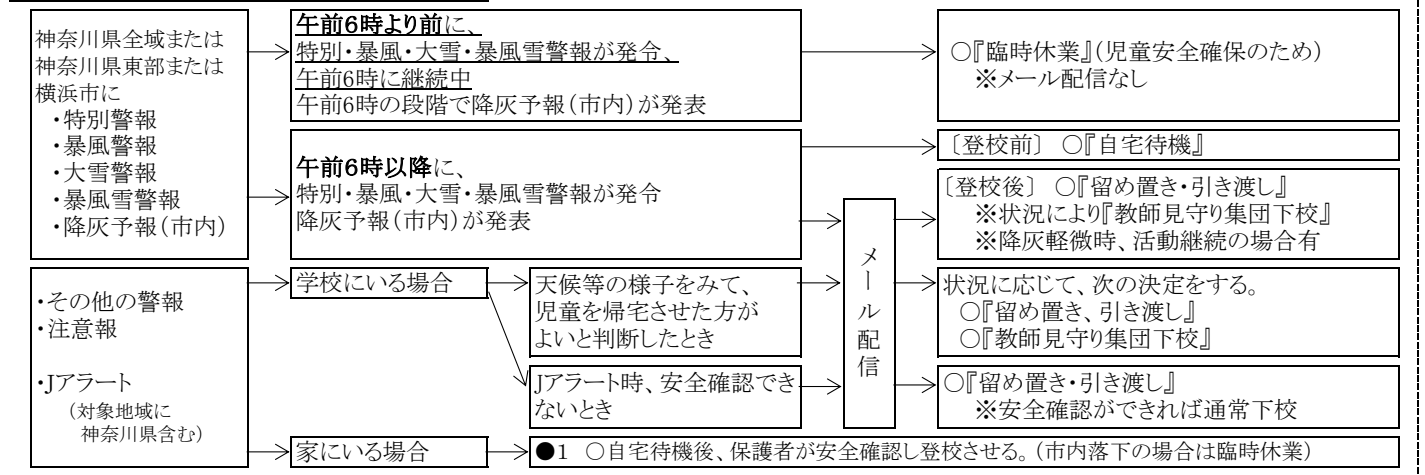 神奈川県全域または
神奈川県東部または
横浜市に
・特別警報
・暴風警報
・大雪警報
・暴風雪警報
・降灰予報(市内)
午前6時より前に、
特別・暴風・大雪・暴風雪警報が発令、
午前6時に継続中
午前6時の段階で降灰予報(市内)が発表
○『臨時休業』(児童安全確保のため)
※メール配信なし
午前6時以降に、
特別・暴風・大雪・暴風雪警報が発令
降灰予報(市内)が発表
〔登校前〕 ○『自宅待機』
〔登校後〕 ○『留め置き・引き渡し』
※状況により『教師見守り集団下校』
※降灰軽微時、活動継続の場合有
メール配信
・その他の警報
・注意報
・Jアラート
(対象地域に
神奈川県含む)
学校にいる場合
天候等の様子をみて、
児童を帰宅させた方が
よいと判断したとき
状況に応じて、次の決定をする。
○『留め置き、引き渡し』
○『教師見守り集団下校』
Jアラート時、安全確認でき
ないとき
○『留め置き・引き渡し』
※安全確認ができれば通常下校
家にいる場合
●1 ○自宅待機後、保護者が安全確認し登校させる。(市内落下の場合は臨時休業)